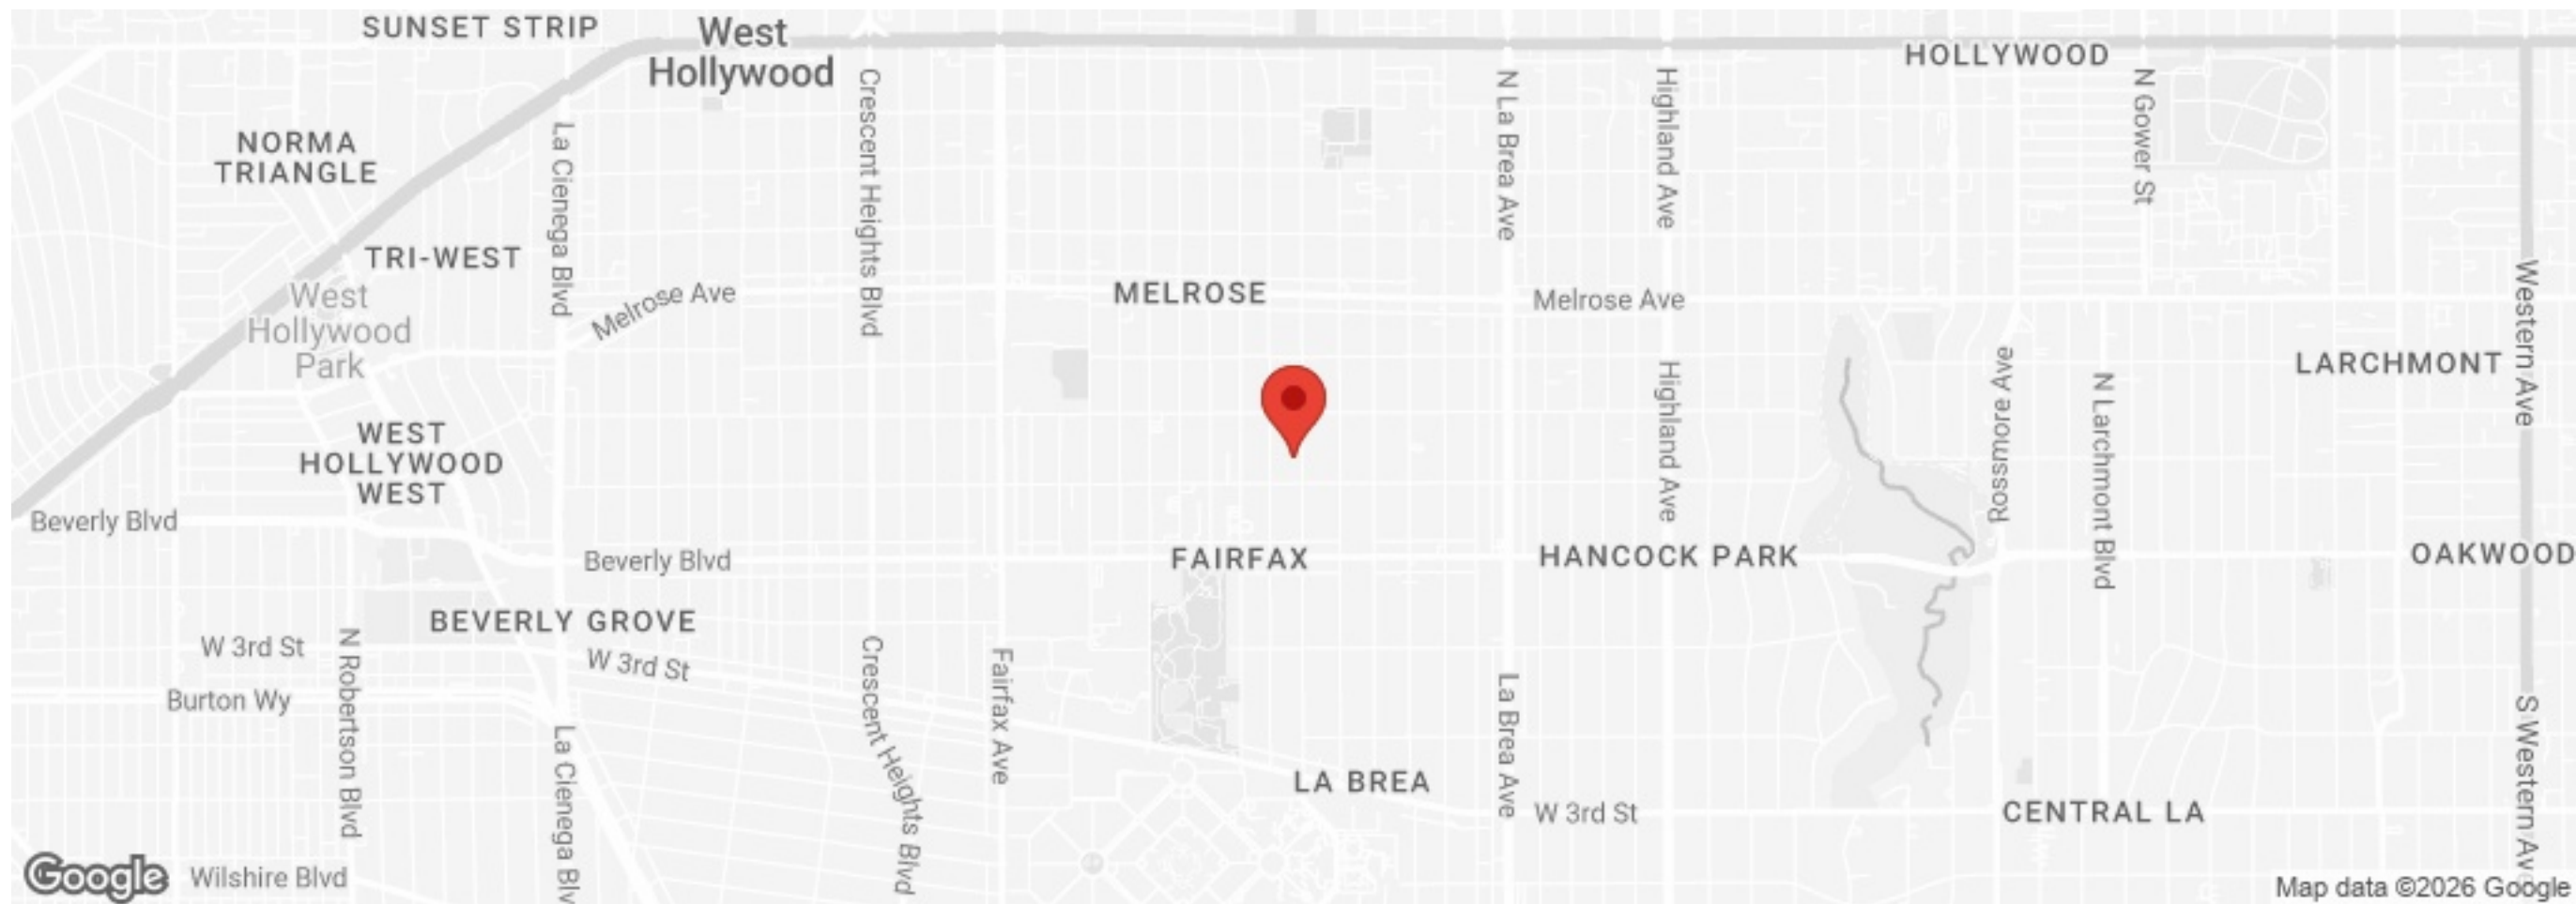 SUNSET STRIP
West
Hollywood
HOLLYWOOD
NORMA
TRIANGLE
La Cienega Blvd
Crescent Heights Blvd
N La Brea Ave
Highland Ave
N Gower St
TRI-WEST
West
Hollywood
Park
Melrose Ave
MELROSE
Melrose Ave
Western Ave
LARCHMONT
Highland Ave
Rossmore Ave
N Larchmont Blvd
WEST
HOLLYWOOD
WEST
Beverly Blvd
Beverly Blvd
FAIRFAX
HANCOCK PARK
OAKWOOD
BEVERLY GROVE
W 3rd St
W 3rd St
N Robertson Blvd
Burton Wy
Crescent Heights Blvd
Fairfax Ave
La Brea Ave
La Cienega Blv
LA BREA
W 3rd St
CENTRAL LA
S Western Ave
Google
Wilshire Blvd
Map data ©2026 Google